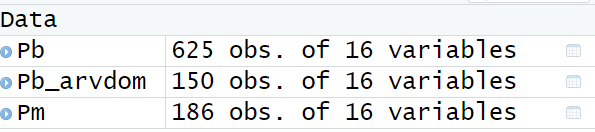 Data
Pb 625 obs. of 16 variables
Pb_arvdom 150 obs. of 16 variables
Pm 186 obs. of 16 variables